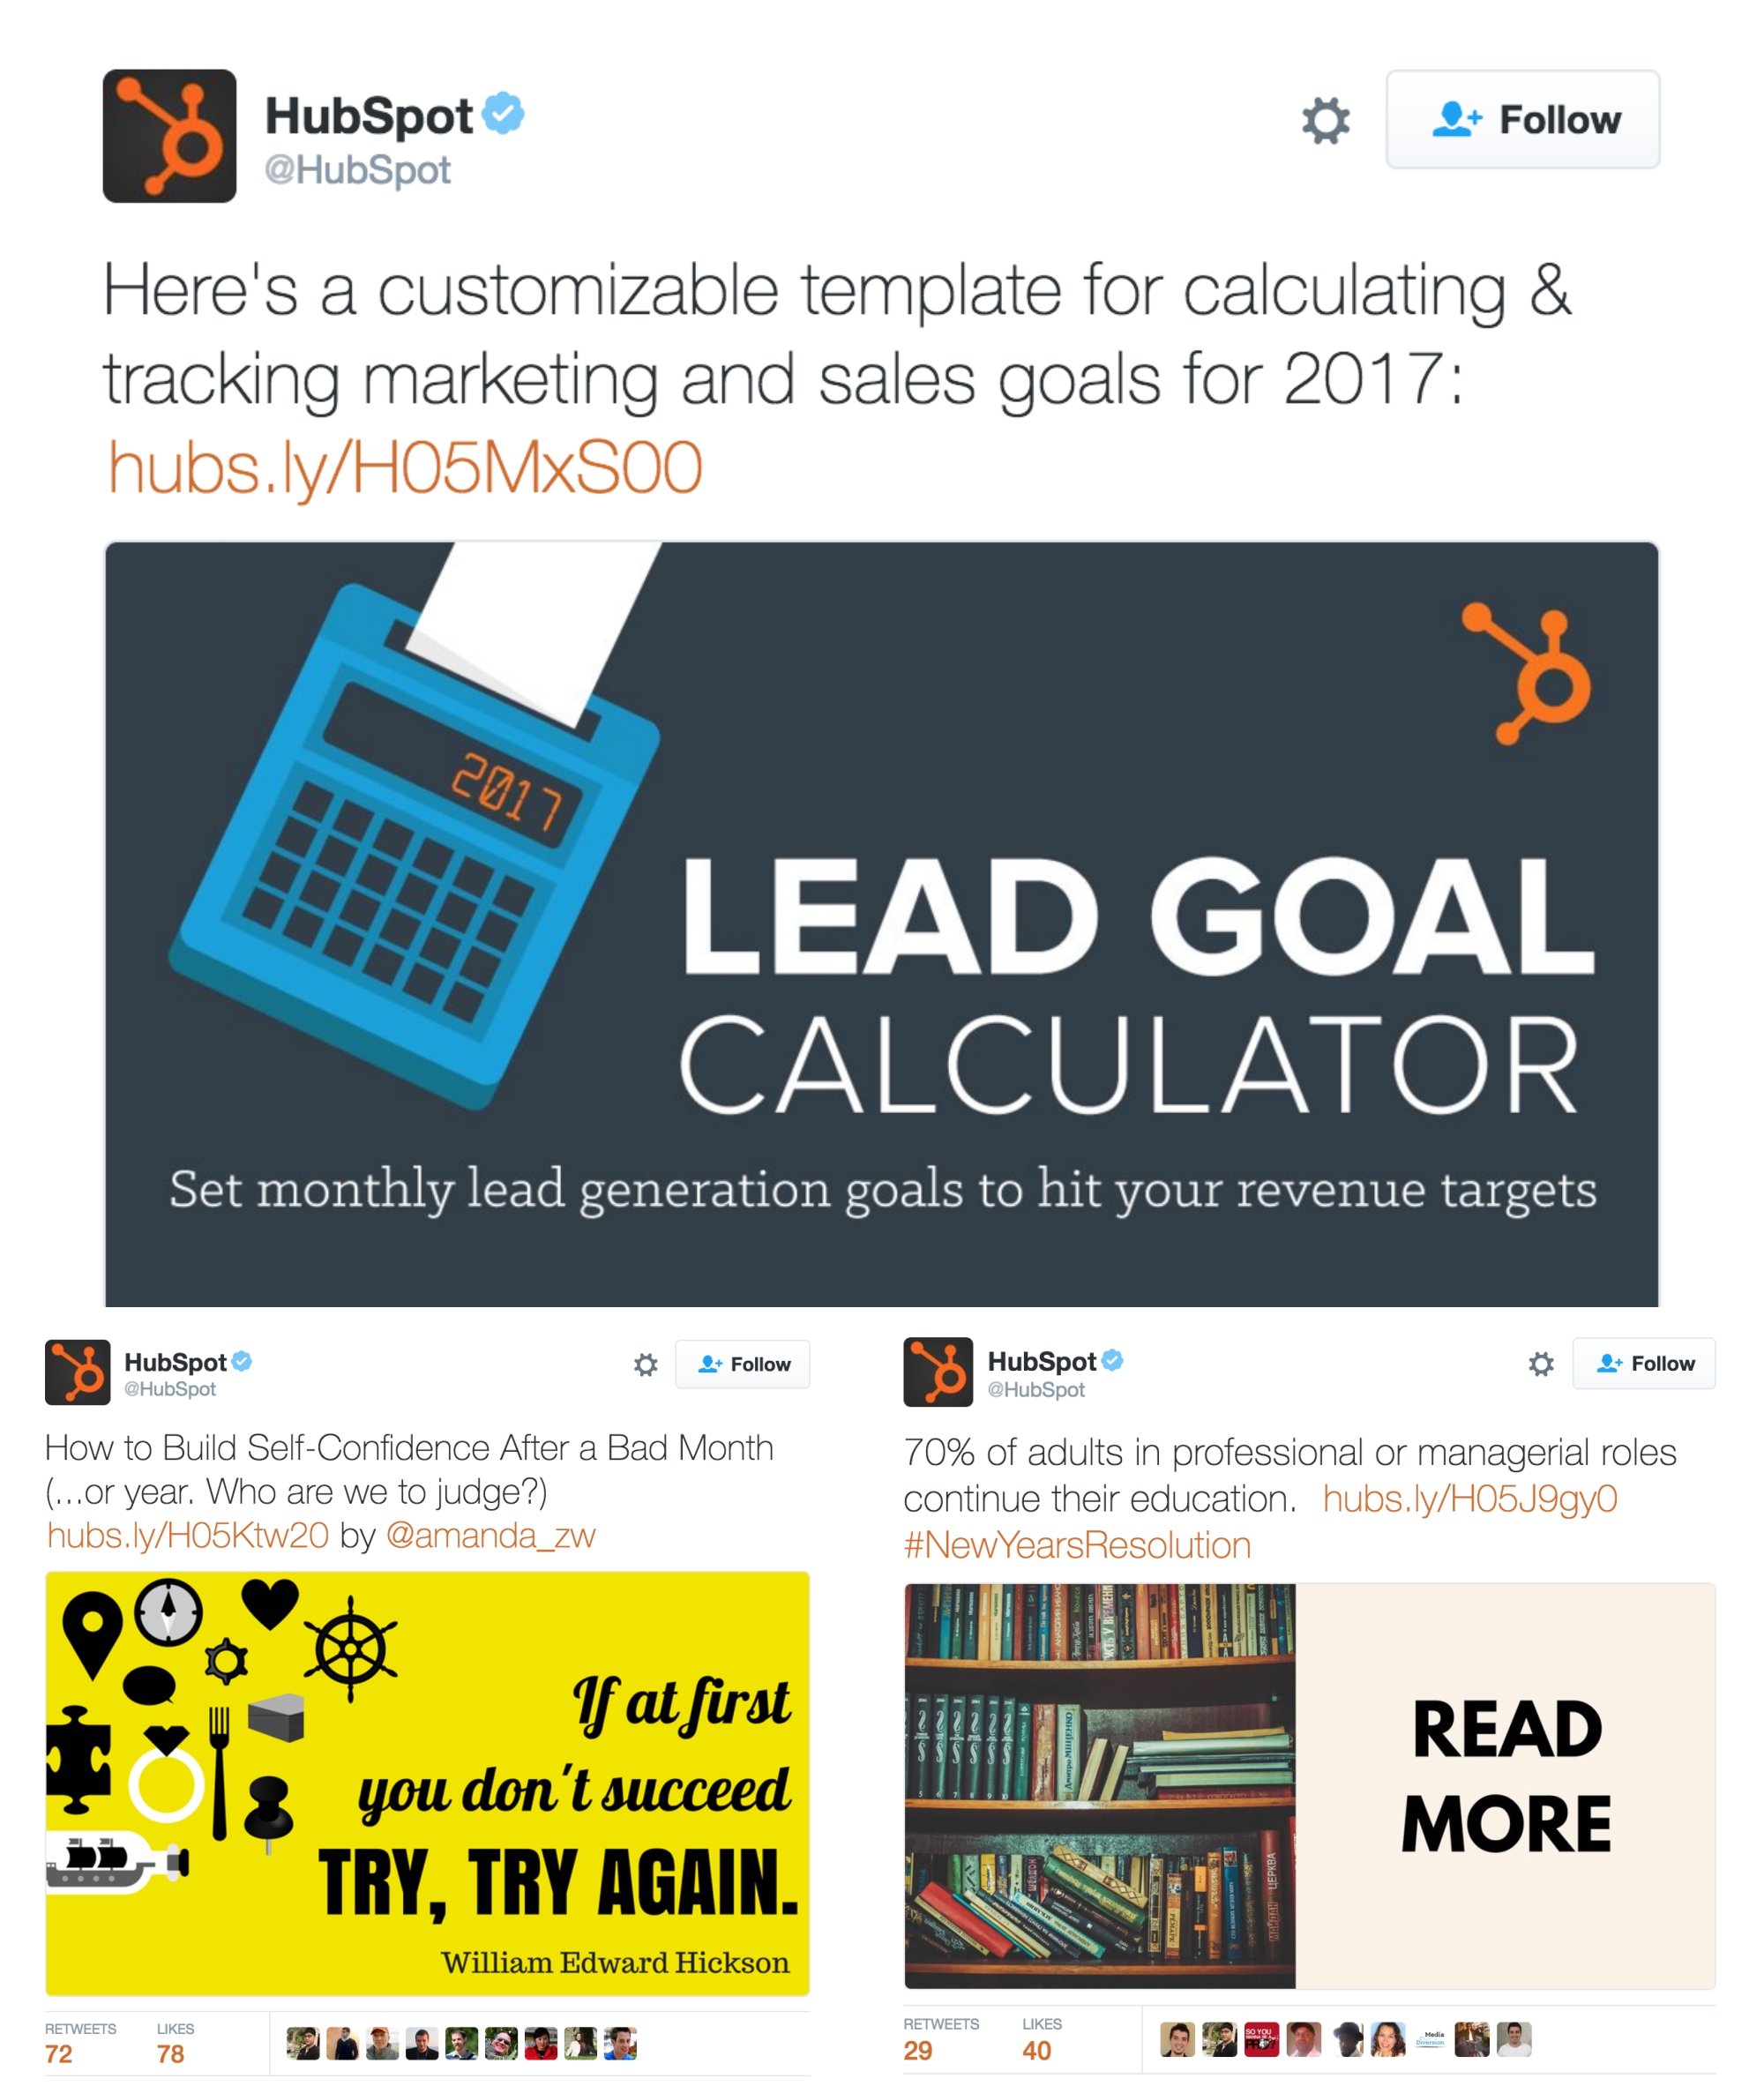 HubSpot
@HubSpot
Follow
Here's a customizable template for calculating &
tracking marketing and sales goals for 2017:
hubs.ly/H05MxS00
2017
LEAD GOAL
CALCULATOR
Set monthly lead generation goals to hit your revenue targets
HubSpot
@HubSpot
Follow
How to Build Self-Confidence After a Bad Month
(...or year. Who are we to judge?)
hubs.ly/H05Ktw20 by @amanda_zw
If at first
you don't succeed
TRY, TRY AGAIN.
William Edward Hickson
RETWEETS
LIKES
72
78
HubSpot
@HubSpot
Follow
70% of adults in professional or managerial roles
continue their education. hubs.ly/H05J9gy0
#NewYearsResolution
READ
MORE
ЦЕРКВА
RETWEETS
LIKES
29
40
SO YOU
Media